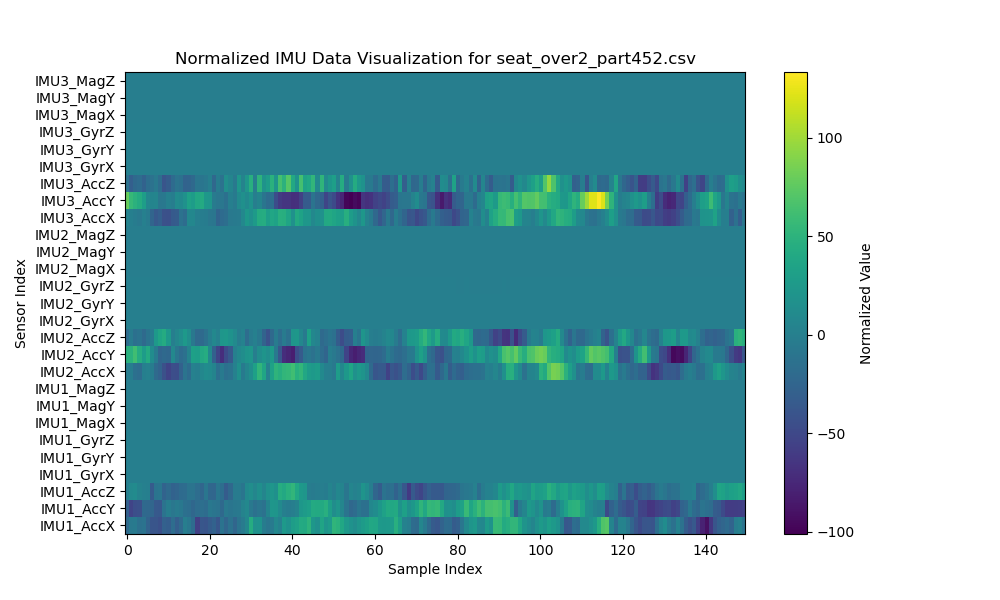 Normalized IMU Data Visualization for seat_over2_part452.csv
IMU3_MagZ
IMU3_MagY
IMU3_MagX
IMU3_GyrZ
IMU3_GyrY
IMU3_GyrX
IMU3_AccZ
IMU3_AccY
IMU3_AccX
IMU2_MagZ
IMU2_MagY
IMU2_MagX
IMU2_GyrZ
IMU2_GyrY
IMU2_GyrX
IMU2_AccZ
IMU2_AccY
IMU2_AccX
IMU1_MagZ
IMU1_MagY
IMU1_MagX
IMU1_GyrZ
IMU1_GyrY
IMU1_GyrX
IMU1_AccZ
IMU1_AccY
IMU1_AccX
Sensor Index
0 20 40 60 80 100 120 140
Sample Index
100
50
0
−50
−100
Normalized Value